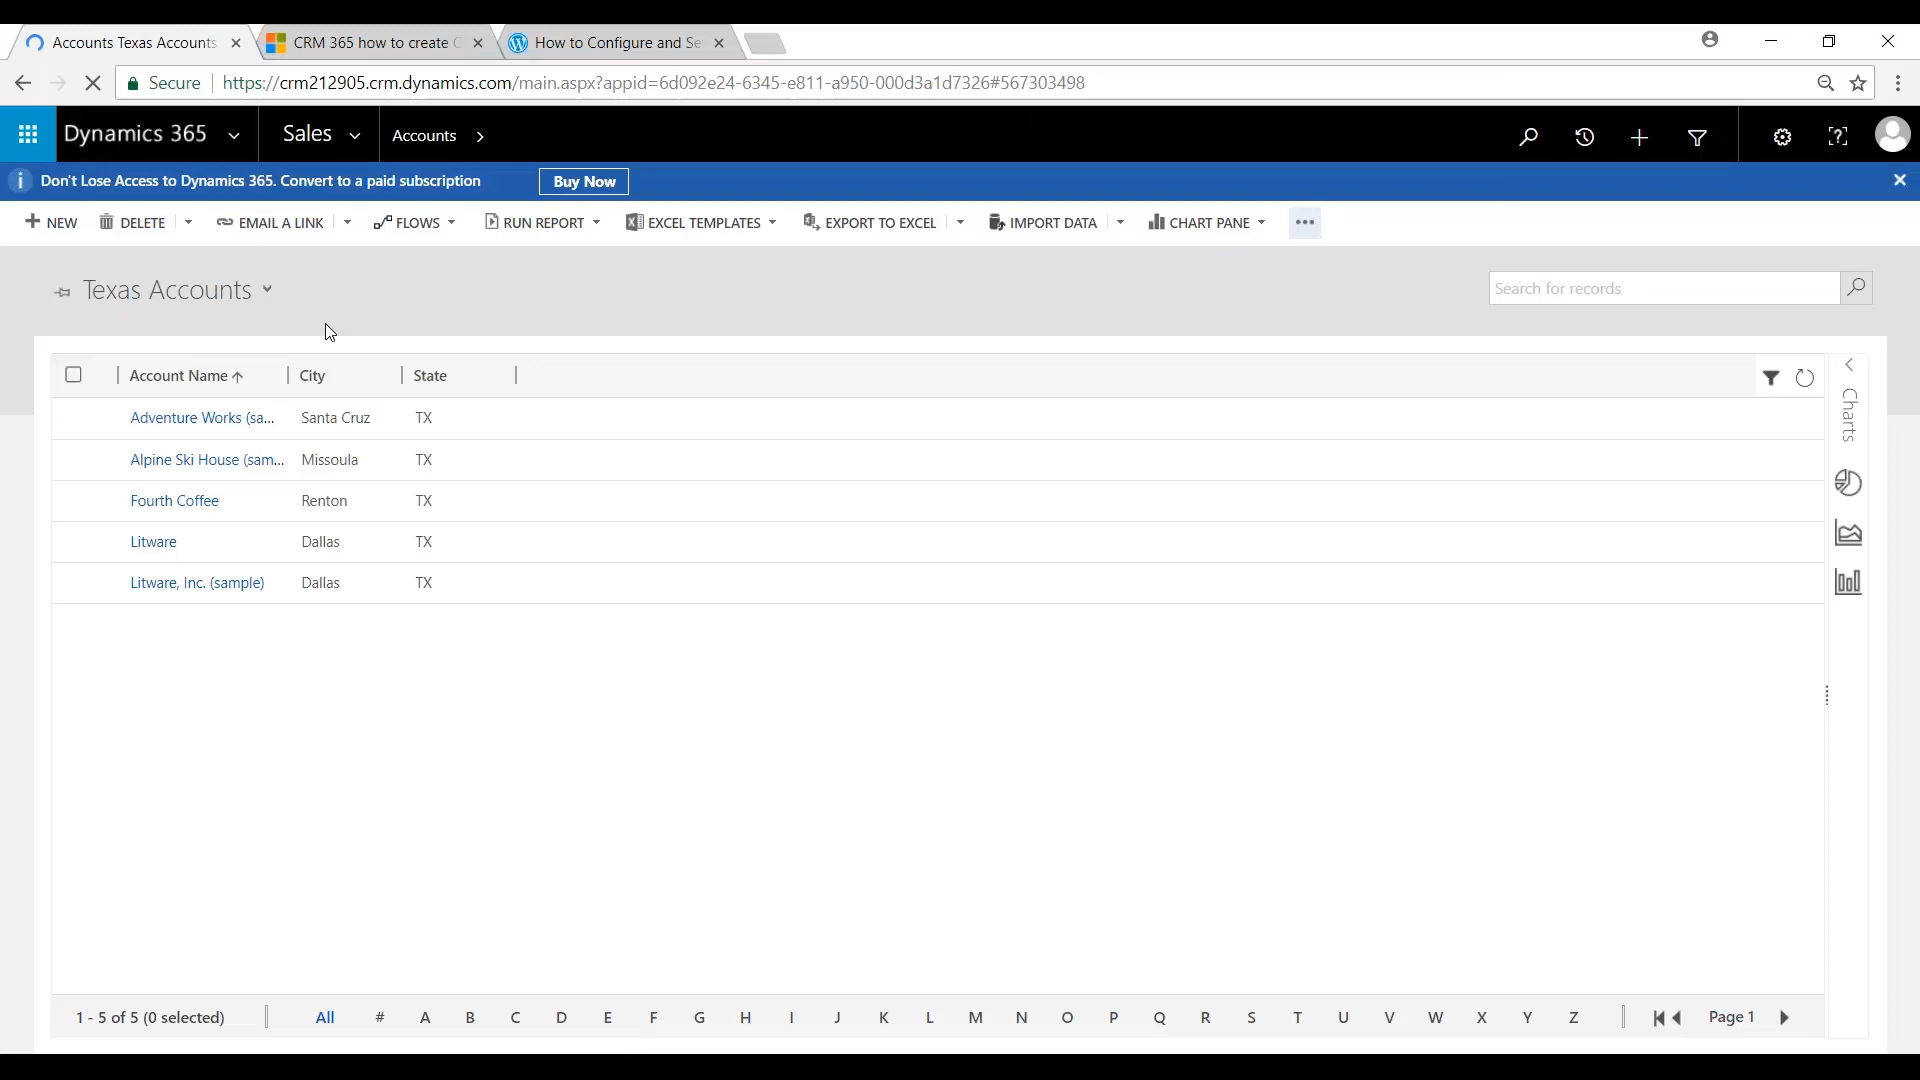 Accounts Texas Accounts
CRM 365 how to create C
How to Configure and Se
Secure https://crm212905.crm.dynamics.com/main.aspx?appid=6d092e24-6345-e811-a950-000d3a1d7326#567303498
Dynamics 365 Sales Accounts
Don't Lose Access to Dynamics 365. Convert to a paid subscription Buy Now
NEW DELETE EMAIL A LINK FLOWS RUN REPORT EXCEL TEMPLATES EXPORT TO EXCEL IMPORT DATA CHART PANE
Texas Accounts
Search for records
Account Name City State
Adventure Works (sa... Santa Cruz TX
Alpine Ski House (sam... Missoula TX
Fourth Coffee Renton TX
Litware Dallas TX
Litware, Inc. (sample) Dallas TX
Charts
1 - 5 of 5 (0 selected) All # A B C D E F G H I J K L M N O P Q R S T U V W X Y Z Page 1